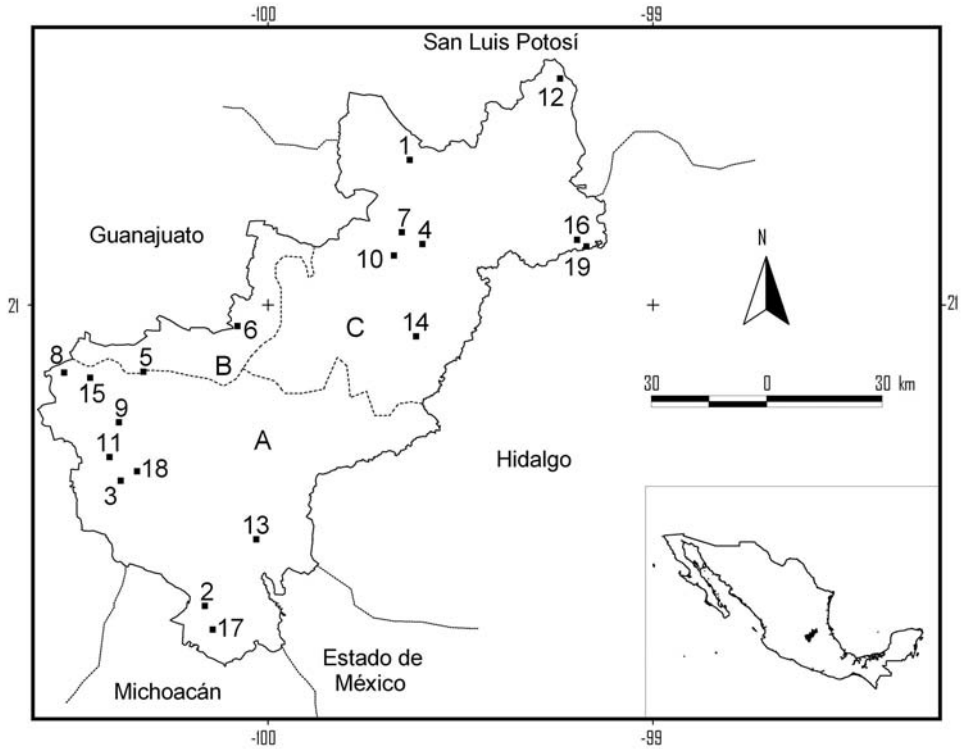 -100
-99
San Luis Potosí
12
1
Guanajuato
7
4
16
N
10
19
21
21
6
C
14
8
5
B
30
0
30 km
15
9
A
11
18
Hidalgo
3
13
2
17
Estado de
México
Michoacán
-100
-99